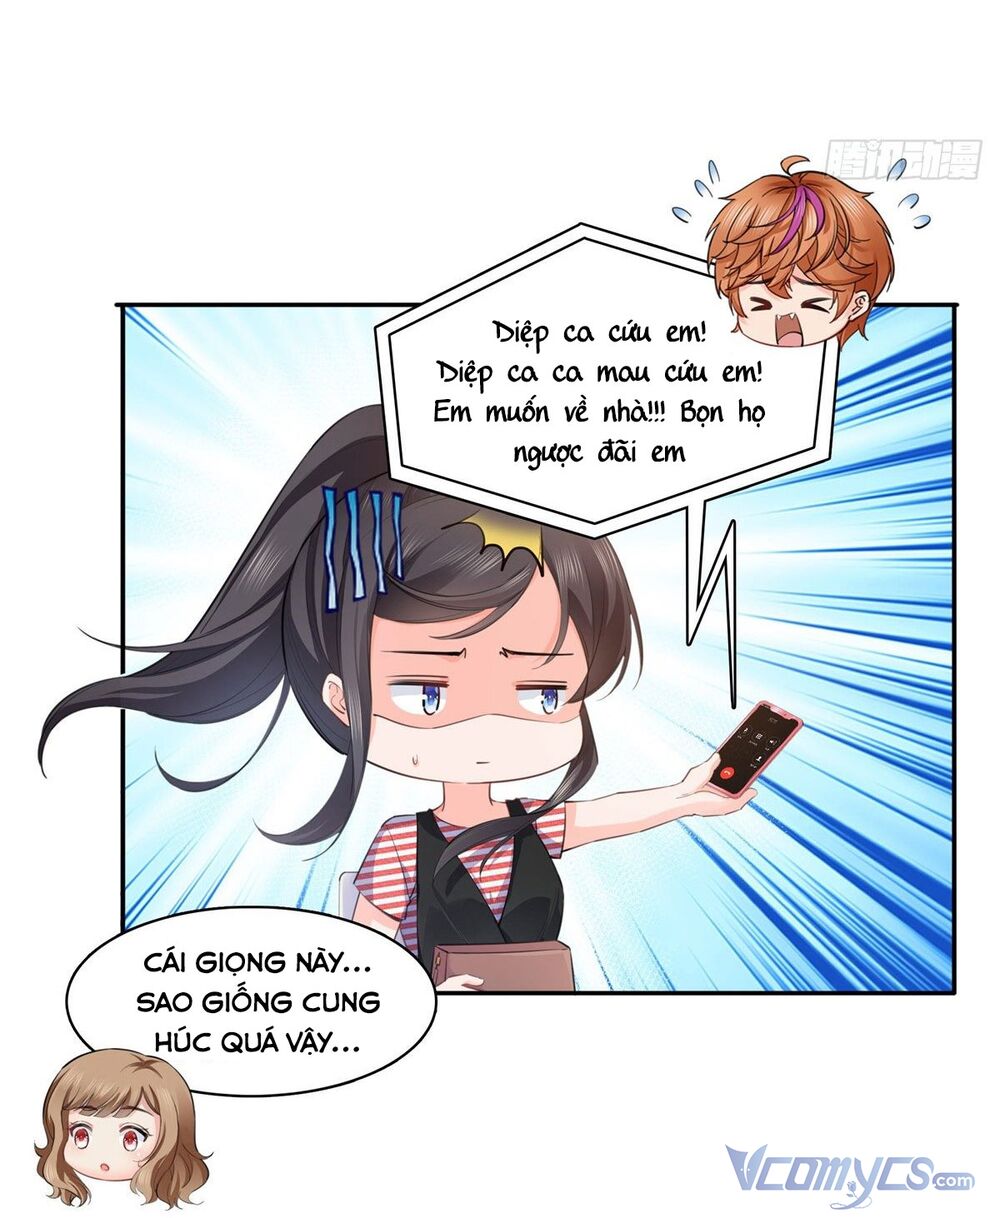 腾讯动漫
Diệp ca cứu em!
Diệp ca ca mau cứu em!
Em muốn về nhà!!! Bọn họ
ngược đãi em
CÁI GIỌNG NÀY...
SAO GIỐNG CUNG
HÚC QUÁ VẬY...
VCOMYCS.com